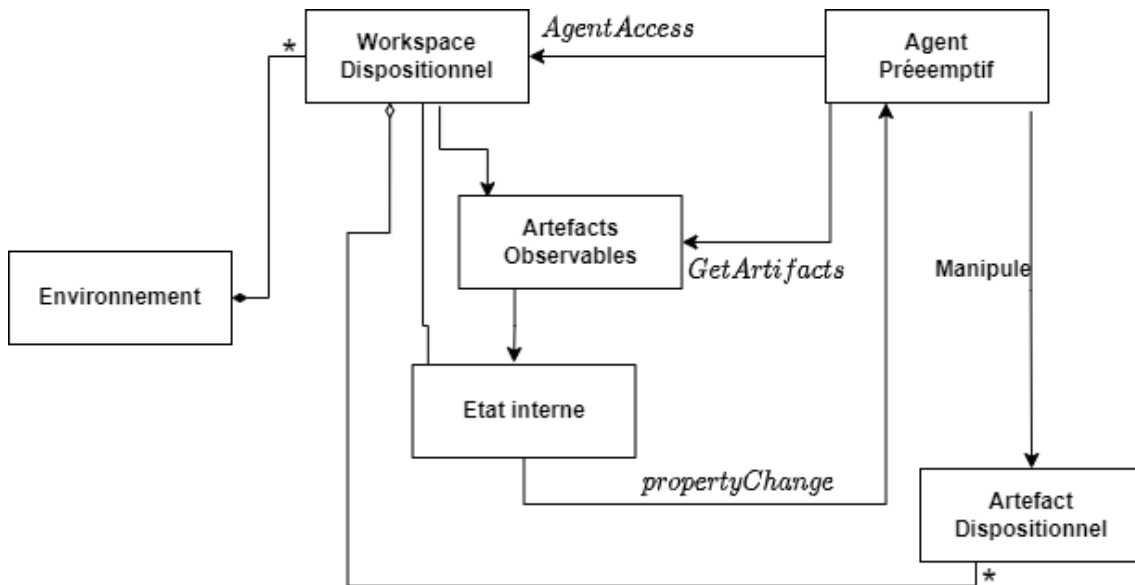 *
Workspace
Dispositionnel
AgentAccess
Agent
Préeemptif
Artefacts
Observables
GetArtifacts
Manipule
Environnement
Etat interne
propertyChange
Artefact
Dispositionnel
*